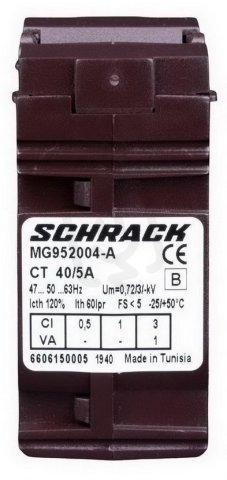 SCHRACK
MG952004-A CE
CT 40/5A
47... 50 ...63Hz Um=0,72/3/-kV B
Icth 120% Ith 60Ipr FS < 5 -25/+50°C
CI 0,5 1 3
VA - - 1
6606150005 1940 Made in Tunisia